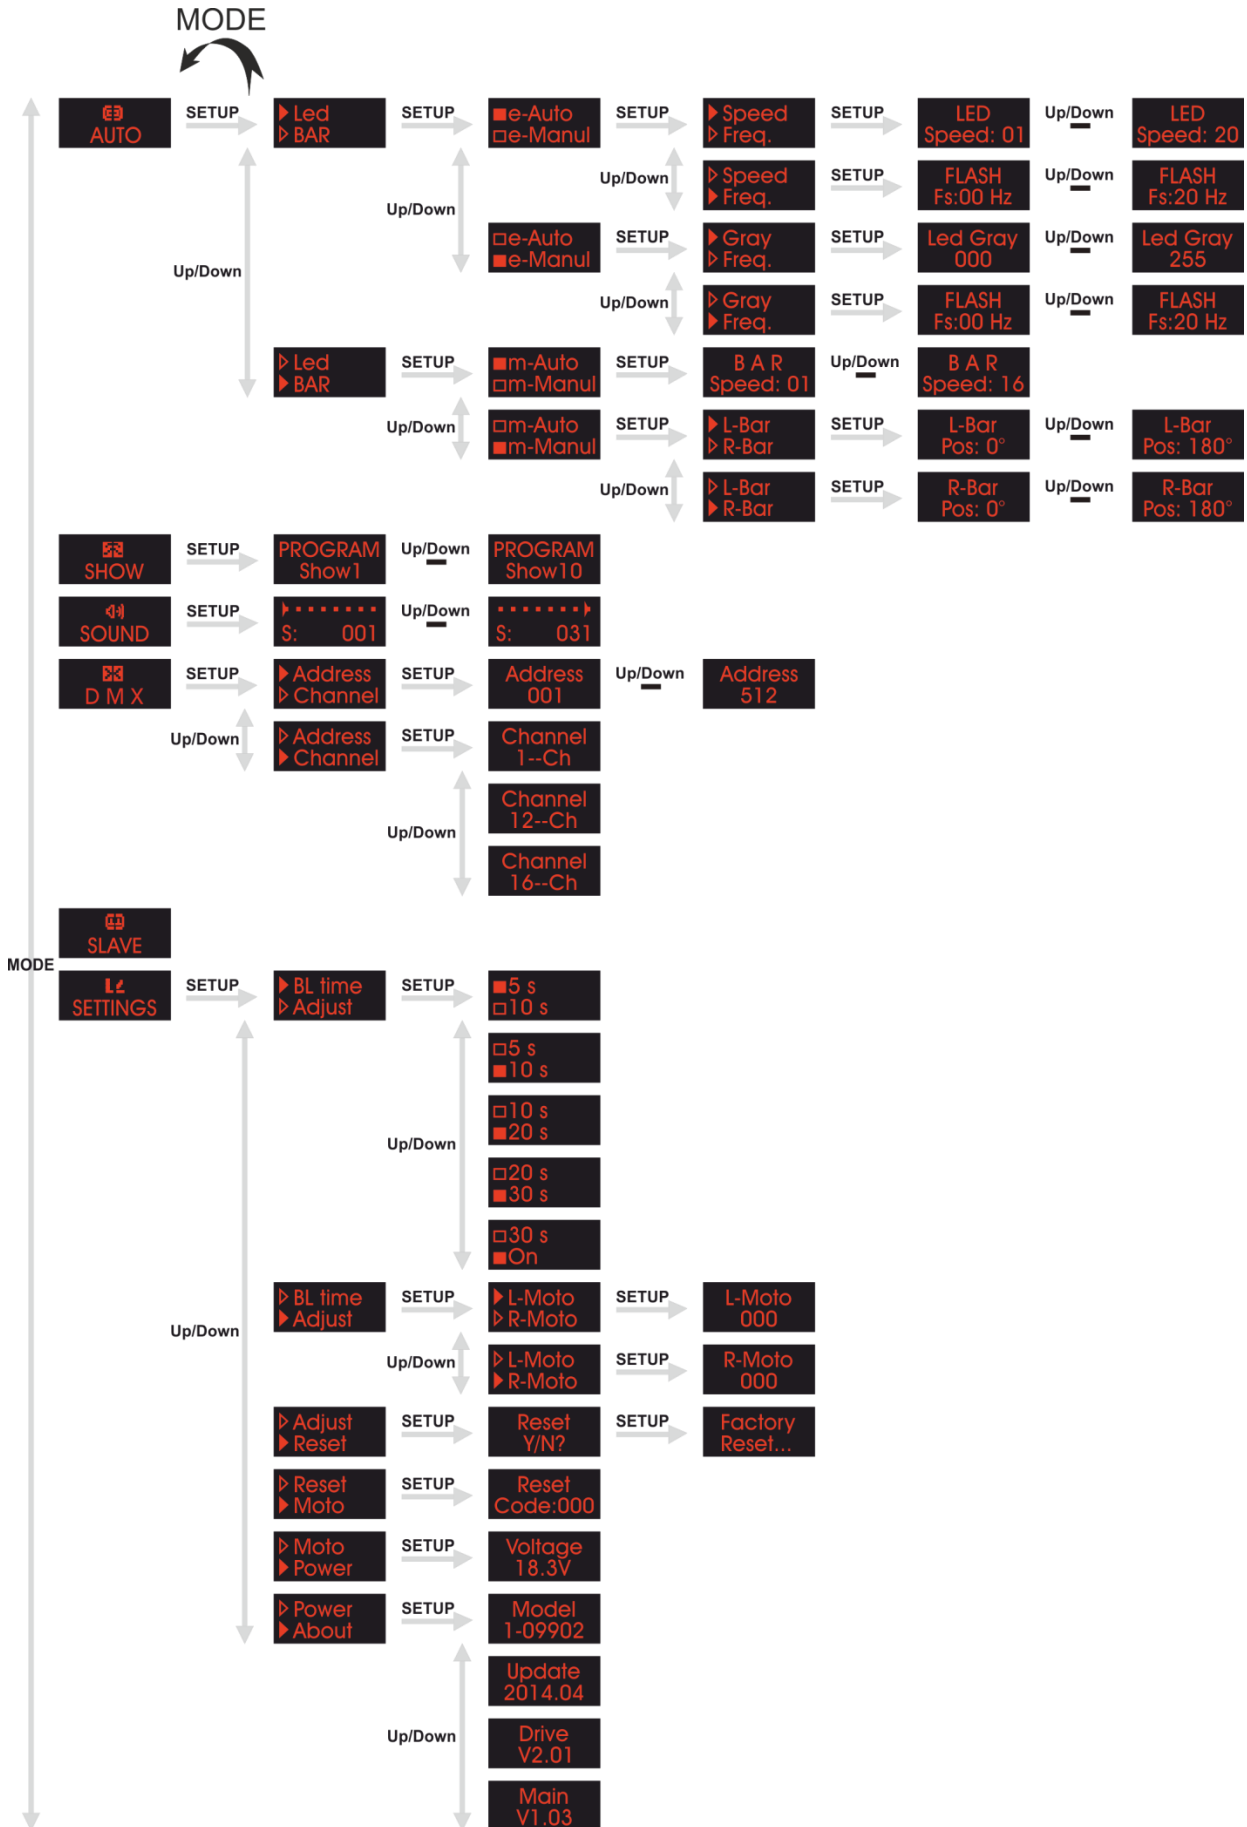 MODE
AUTO
SETUP
Led
BAR
SETUP
e-Auto
e-Manul
SETUP
Speed
Freq.
SETUP
LED
Speed: 01
Up/Down
LED
Speed: 20
Up/Down
Speed
Freq.
SETUP
FLASH
Fs:00 Hz
Up/Down
FLASH
Fs:20 Hz
Up/Down
e-Auto
e-Manul
SETUP
Gray
Freq.
SETUP
Led Gray
000
Up/Down
Led Gray
255
Up/Down
Up/Down
Gray
Freq.
SETUP
FLASH
Fs:00 Hz
Up/Down
FLASH
Fs:20 Hz
Led
BAR
SETUP
m-Auto
m-Manul
SETUP
B A R
Speed: 01
Up/Down
B A R
Speed: 16
Up/Down
m-Auto
m-Manul
SETUP
L-Bar
R-Bar
SETUP
L-Bar
Pos: 0°
Up/Down
L-Bar
Pos: 180°
Up/Down
L-Bar
R-Bar
SETUP
R-Bar
Pos: 0°
Up/Down
R-Bar
Pos: 180°
SHOW
SETUP
PROGRAM
Show1
Up/Down
PROGRAM
Show10
SOUND
SETUP
S: 001
Up/Down
S: 031
D M X
SETUP
Address
Channel
SETUP
Address
001
Up/Down
Address
512
Up/Down
Address
Channel
SETUP
Channel
1--Ch
Up/Down
Channel
12--Ch
Channel
16--Ch
SLAVE
MODE
SETTINGS
SETUP
BL time
Adjust
SETUP
5 s
10 s
5 s
10 s
10 s
20 s
Up/Down
20 s
30 s
30 s
On
Up/Down
BL time
Adjust
SETUP
L-Moto
R-Moto
SETUP
L-Moto
000
Up/Down
L-Moto
R-Moto
SETUP
R-Moto
000
Adjust
Reset
SETUP
Reset
Y/N?
SETUP
Factory
Reset...
Reset
Moto
SETUP
Reset
Code:000
Moto
Power
SETUP
Voltage
18.3V
Power
About
SETUP
Model
1-09902
Update
2014.04
Up/Down
Drive
V2.01
Main
V1.03